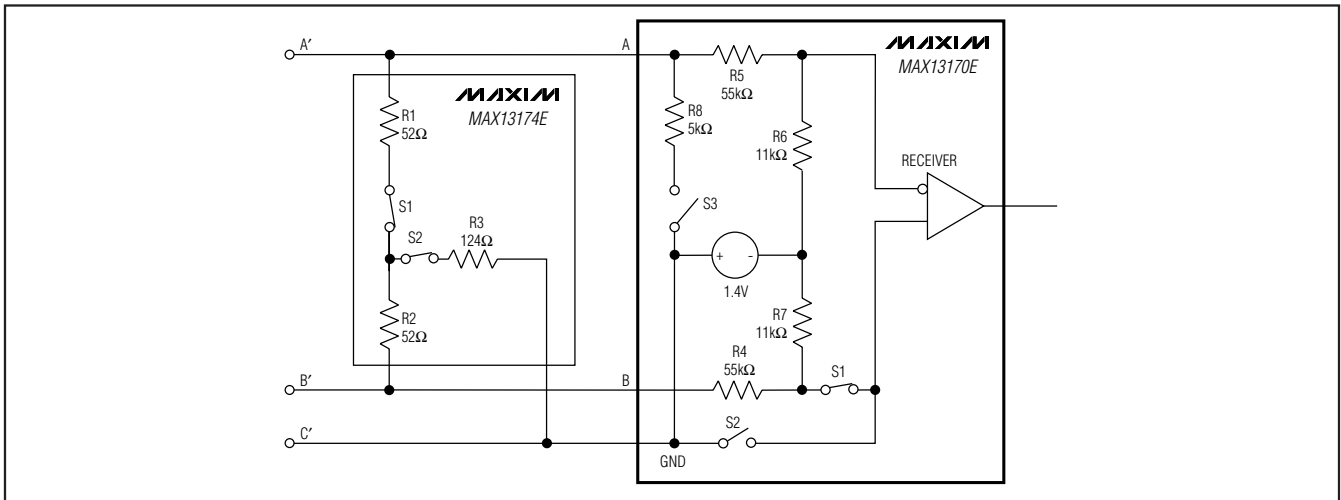 A′
A
MAXIM
MAX13170E
R5
55kΩ
MAXIM
MAX13174E
R1
52Ω
R8
5kΩ
R6
11kΩ
RECEIVER
S1
S3
S2
R3
124Ω
+ -
1.4V
R2
52Ω
R7
11kΩ
R4
55kΩ
S1
B′
B
S2
C′
GND